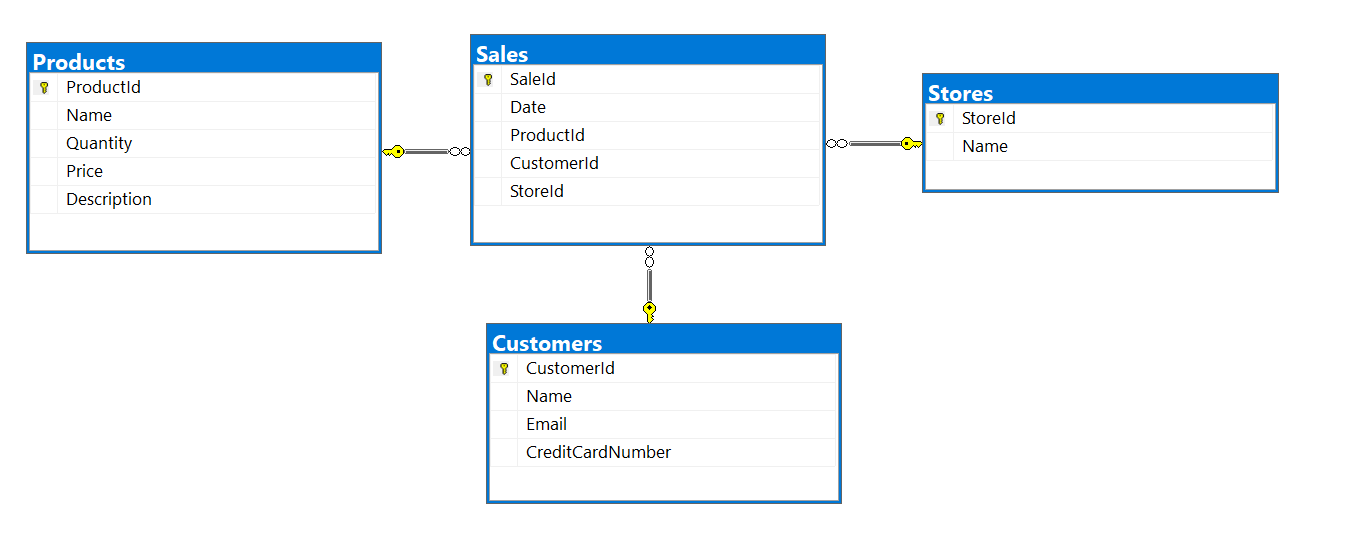 Products
ProductId
Name
Quantity
Price
Description
Sales
SaleId
Date
ProductId
CustomerId
StoreId
Stores
StoreId
Name
Customers
CustomerId
Name
Email
CreditCardNumber